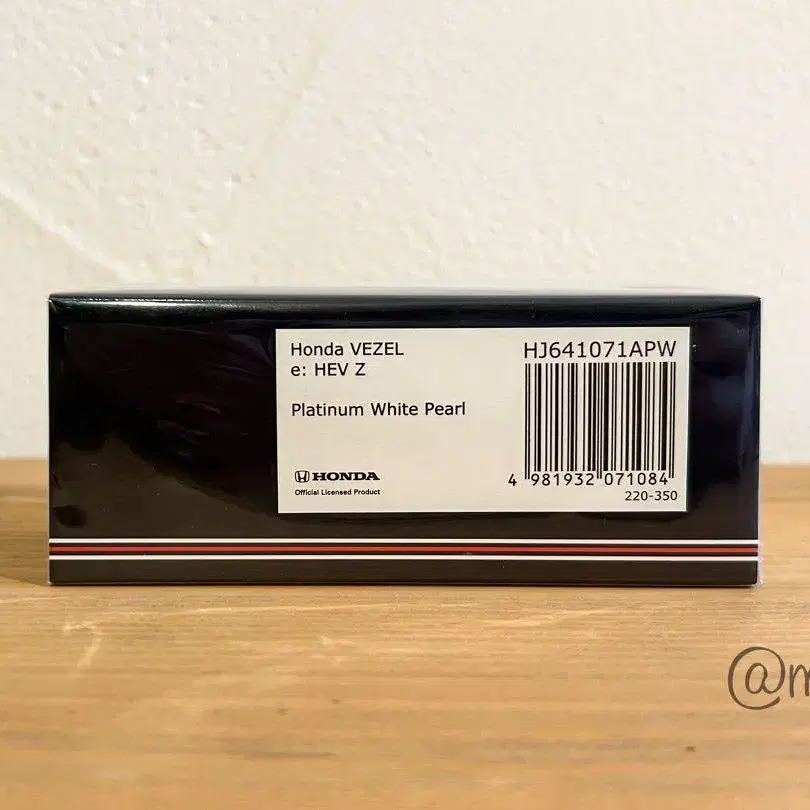 Honda VEZEL
e: HEV Z
Platinum White Pearl
HONDA
Official Licensed Product
HJ641071APW
4 981932 071084
220-350